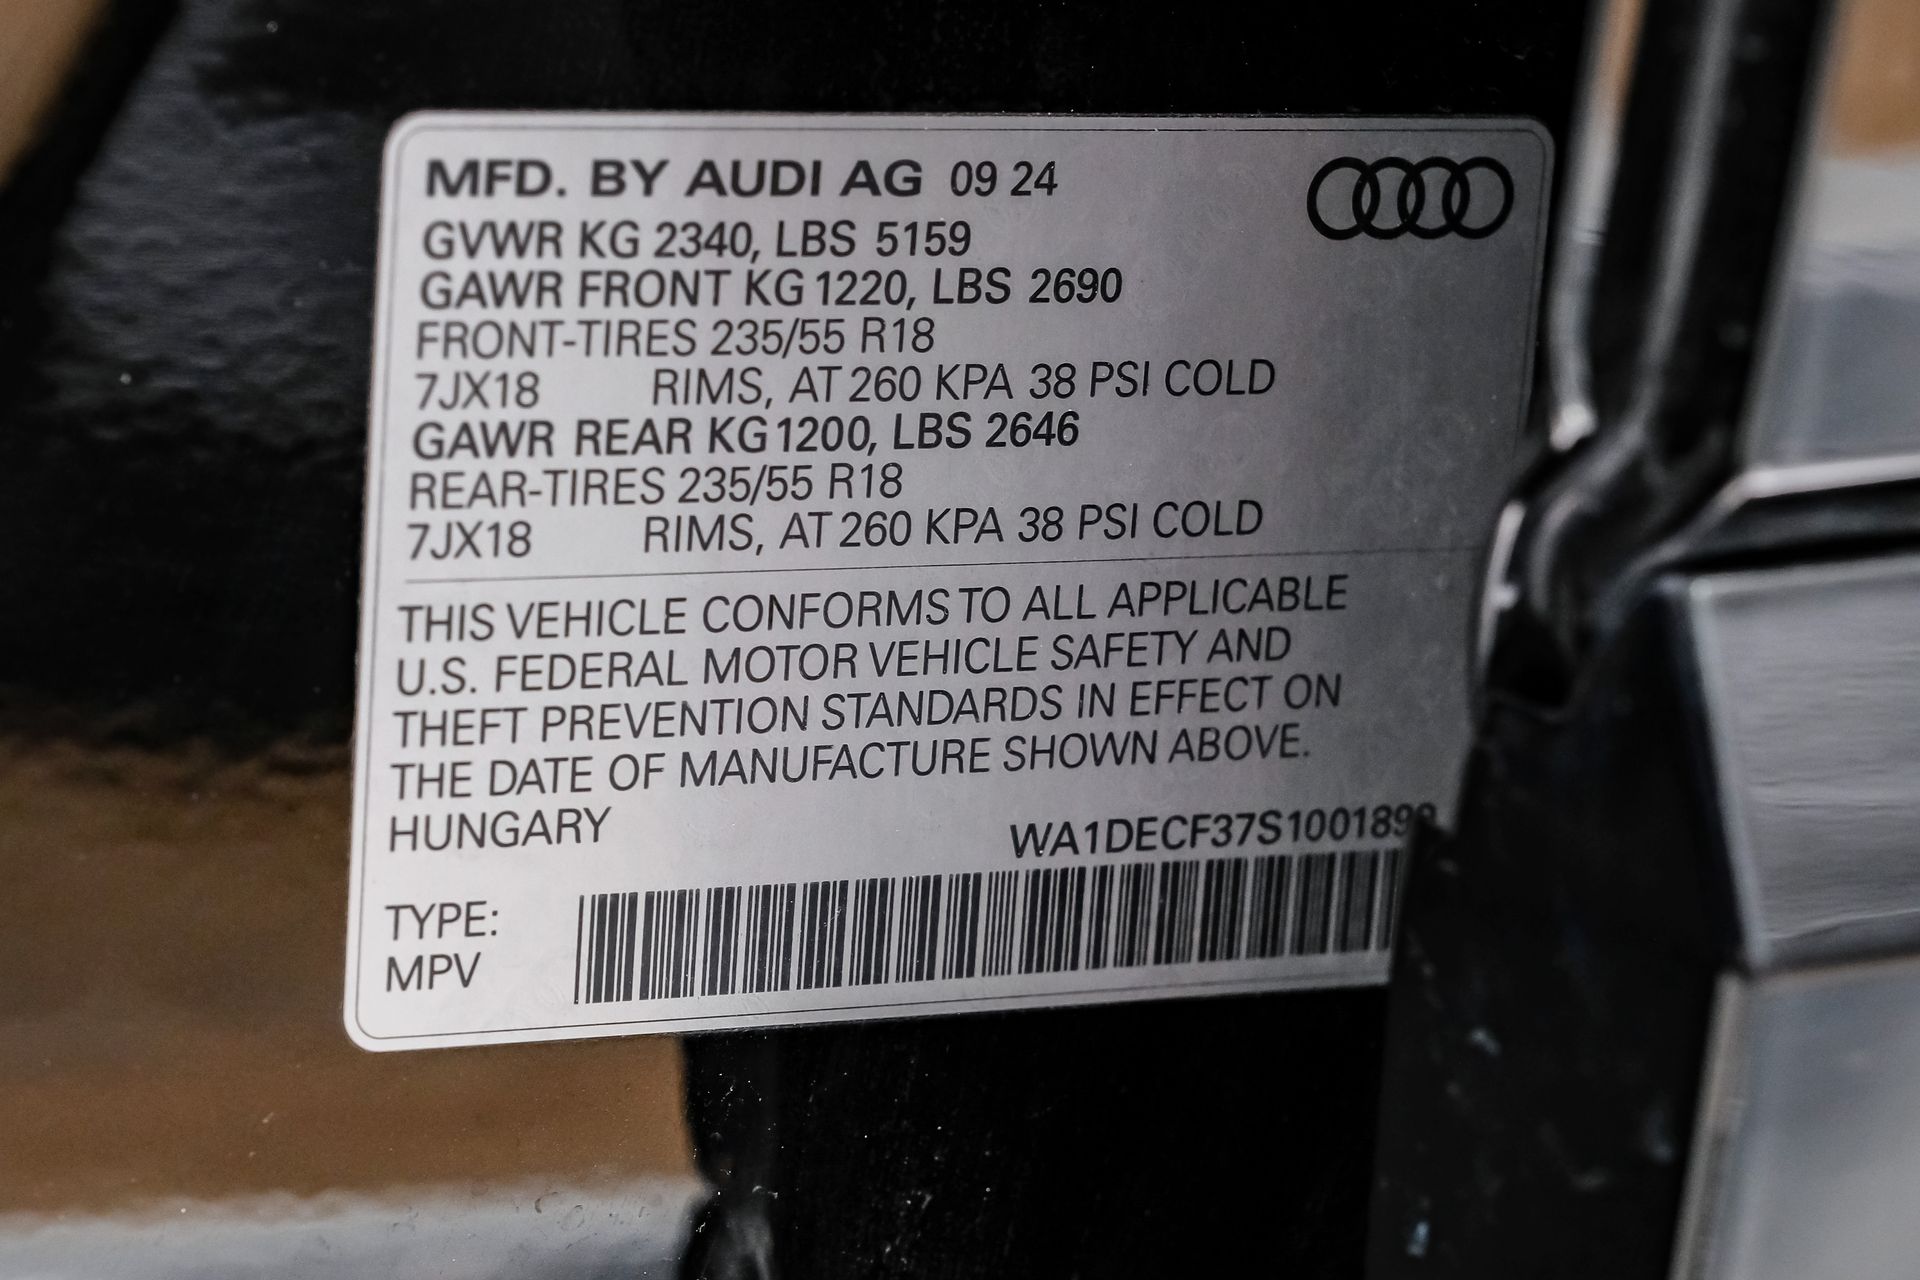 MFD. BY AUDI AG 09 24
GVWR KG 2340, LBS 5159
GAWR FRONT KG 1220, LBS 2690
FRONT-TIRES 235/55 R18
7JX18 RIMS, AT 260 KPA 38 PSI COLD
GAWR REAR KG 1200, LBS 2646
REAR-TIRES 235/55 R18
7JX18 RIMS, AT 260 KPA 38 PSI COLD
THIS VEHICLE CONFORMS TO ALL APPLICABLE
U.S. FEDERAL MOTOR VEHICLE SAFETY AND
THEFT PREVENTION STANDARDS IN EFFECT ON
THE DATE OF MANUFACTURE SHOWN ABOVE.
HUNGARY
TYPE:
MPV